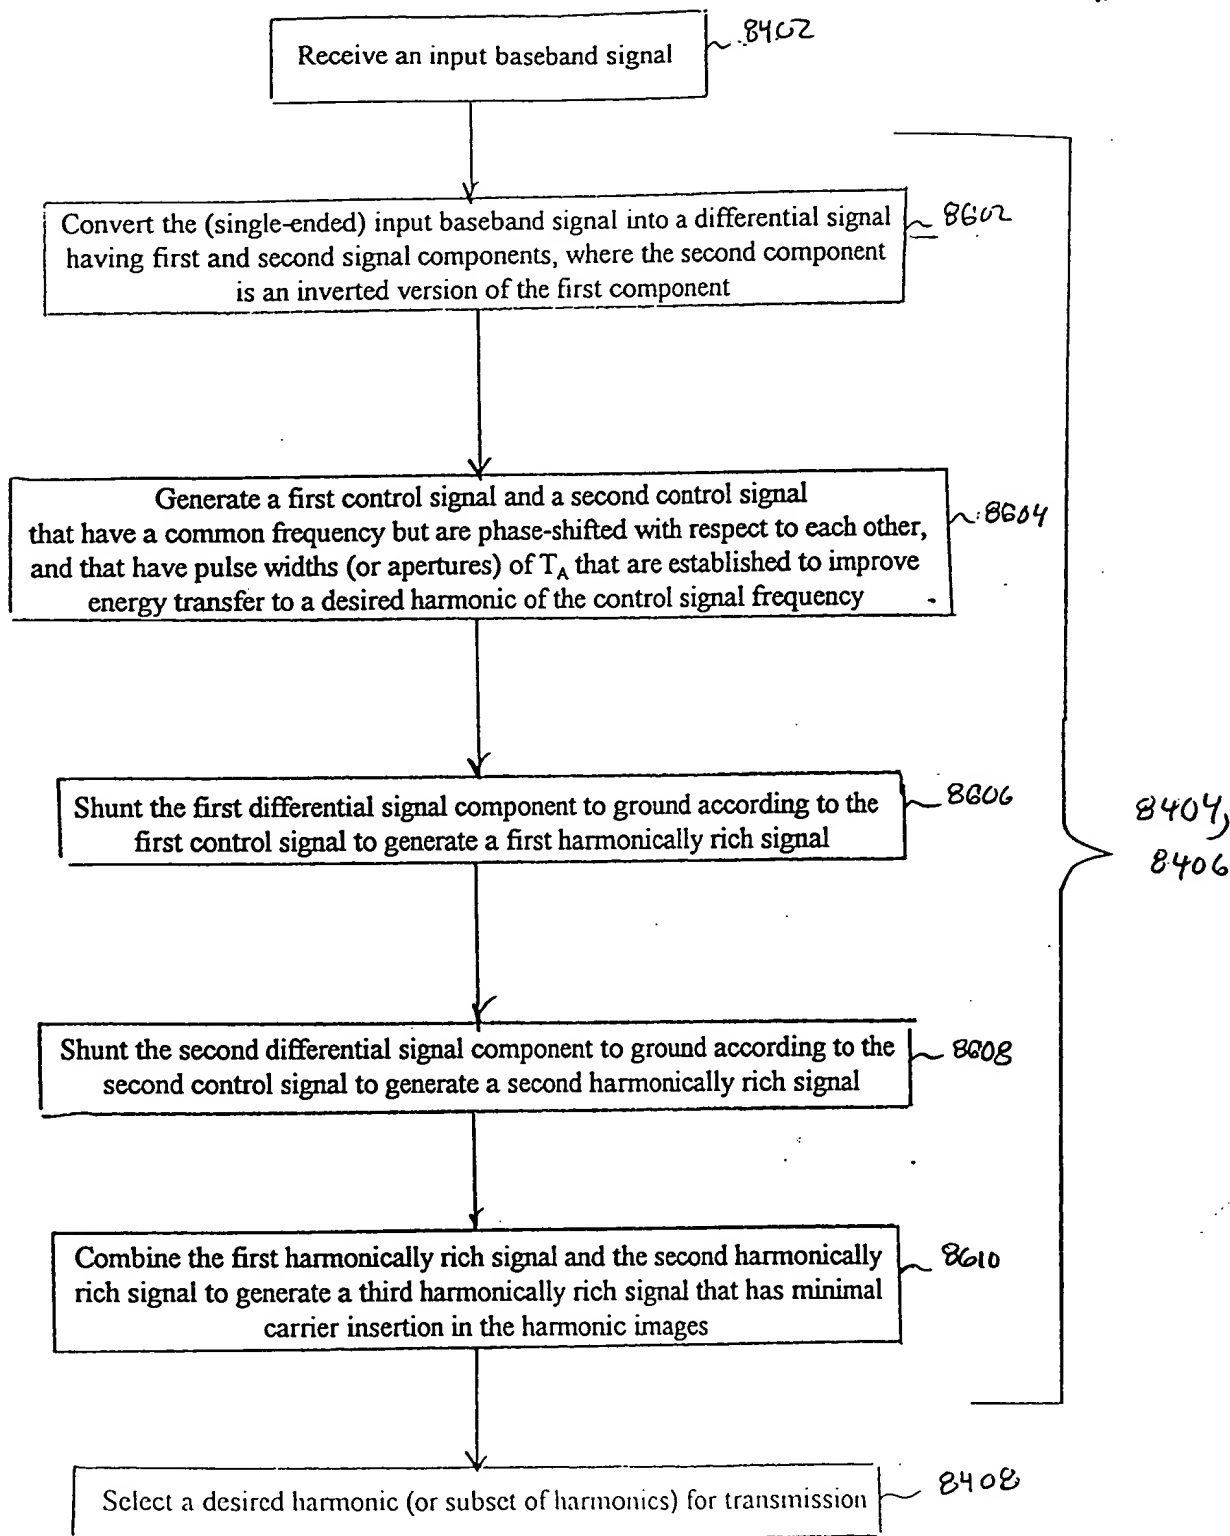 Receive an input baseband signal
8402
Convert the (single-ended) input baseband signal into a differential signal
having first and second signal components, where the second component
is an inverted version of the first component
8602
Generate a first control signal and a second control signal
that have a common frequency but are phase-shifted with respect to each other,
and that have pulse widths (or apertures) of T_A that are established to improve
energy transfer to a desired harmonic of the control signal frequency
8604
Shunt the first differential signal component to ground according to the
first control signal to generate a first harmonically rich signal
8606
8404,
8406
Shunt the second differential signal component to ground according to the
second control signal to generate a second harmonically rich signal
8608
Combine the first harmonically rich signal and the second harmonically
rich signal to generate a third harmonically rich signal that has minimal
carrier insertion in the harmonic images
8610
Select a desired harmonic (or subset of harmonics) for transmission
8408